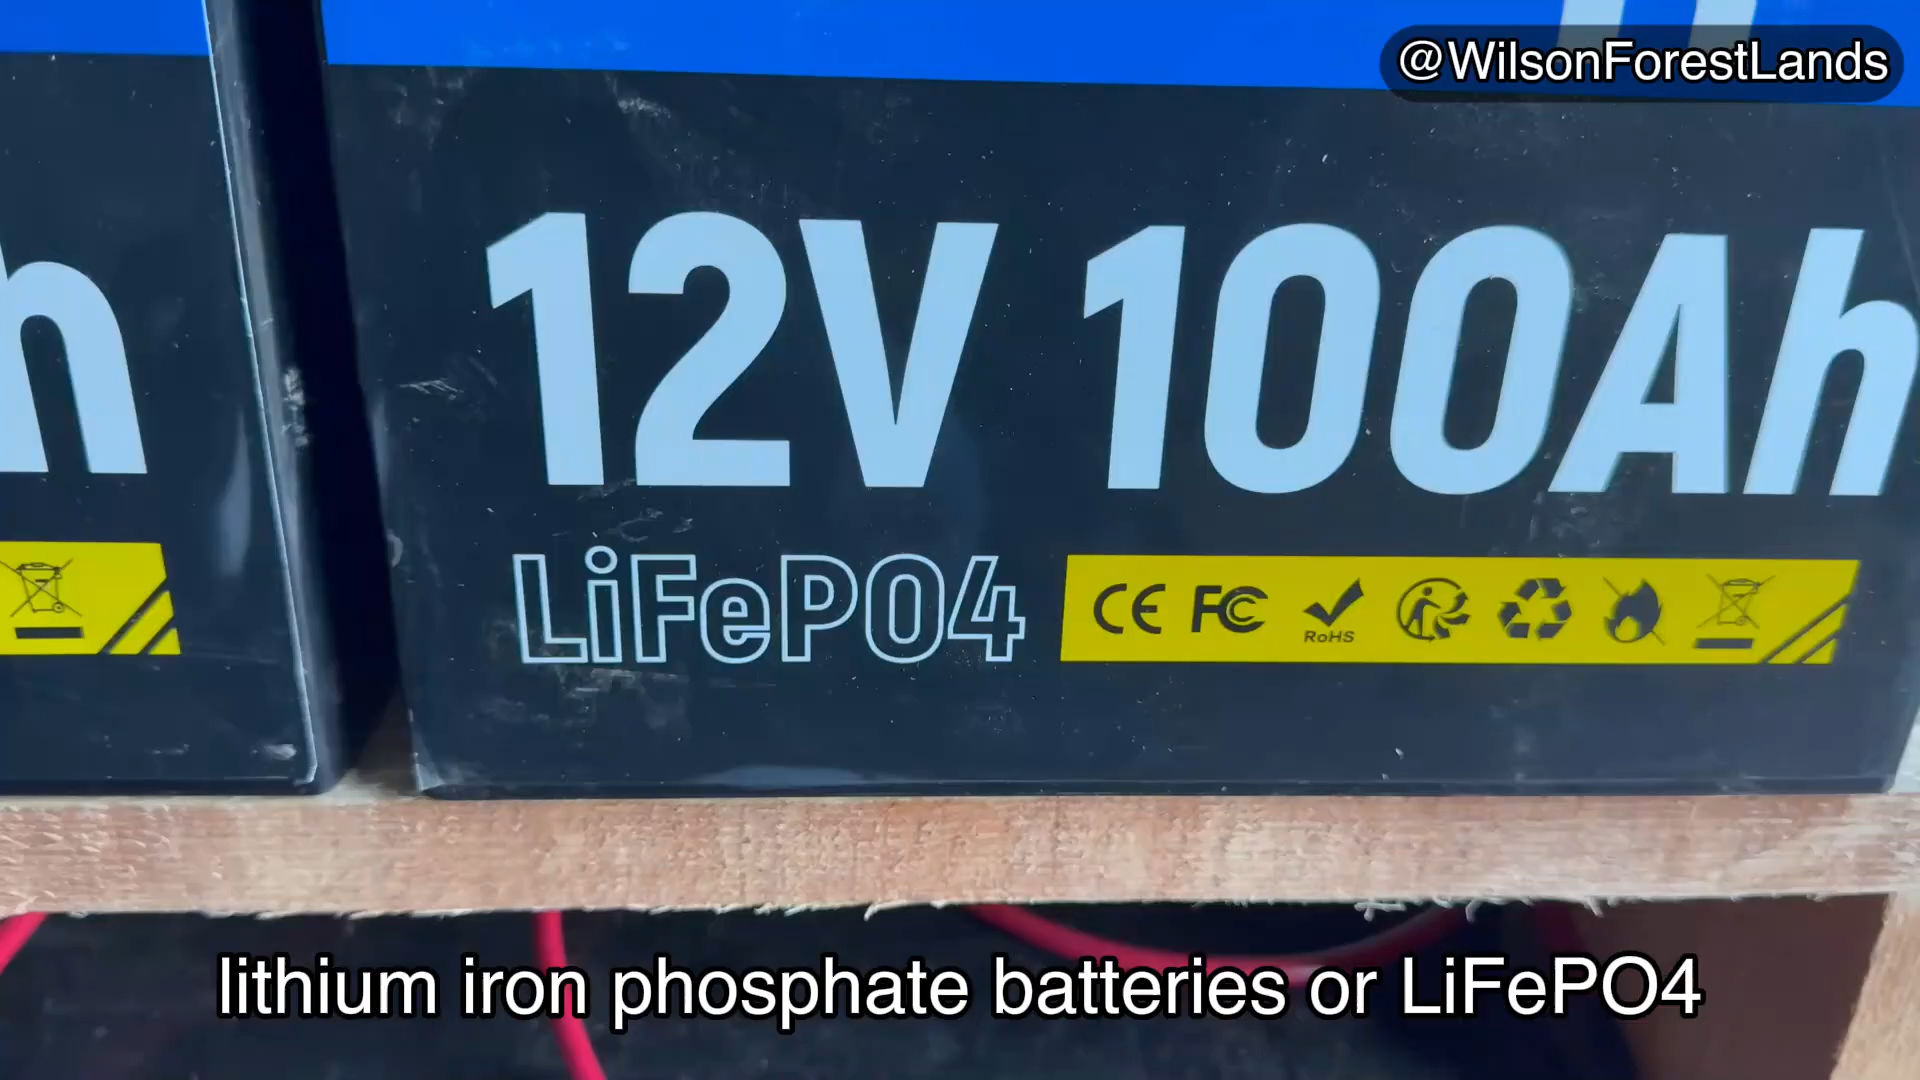 @WilsonForestLands
h
12V 100Ah
LiFePO4
CE FC RoHS
lithium iron phosphate batteries or LiFePO4